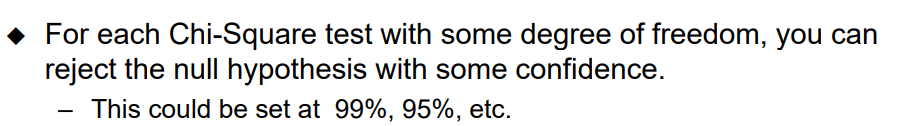 ◆ For each Chi-Square test with some degree of freedom, you can
reject the null hypothesis with some confidence.
– This could be set at 99%, 95%, etc.